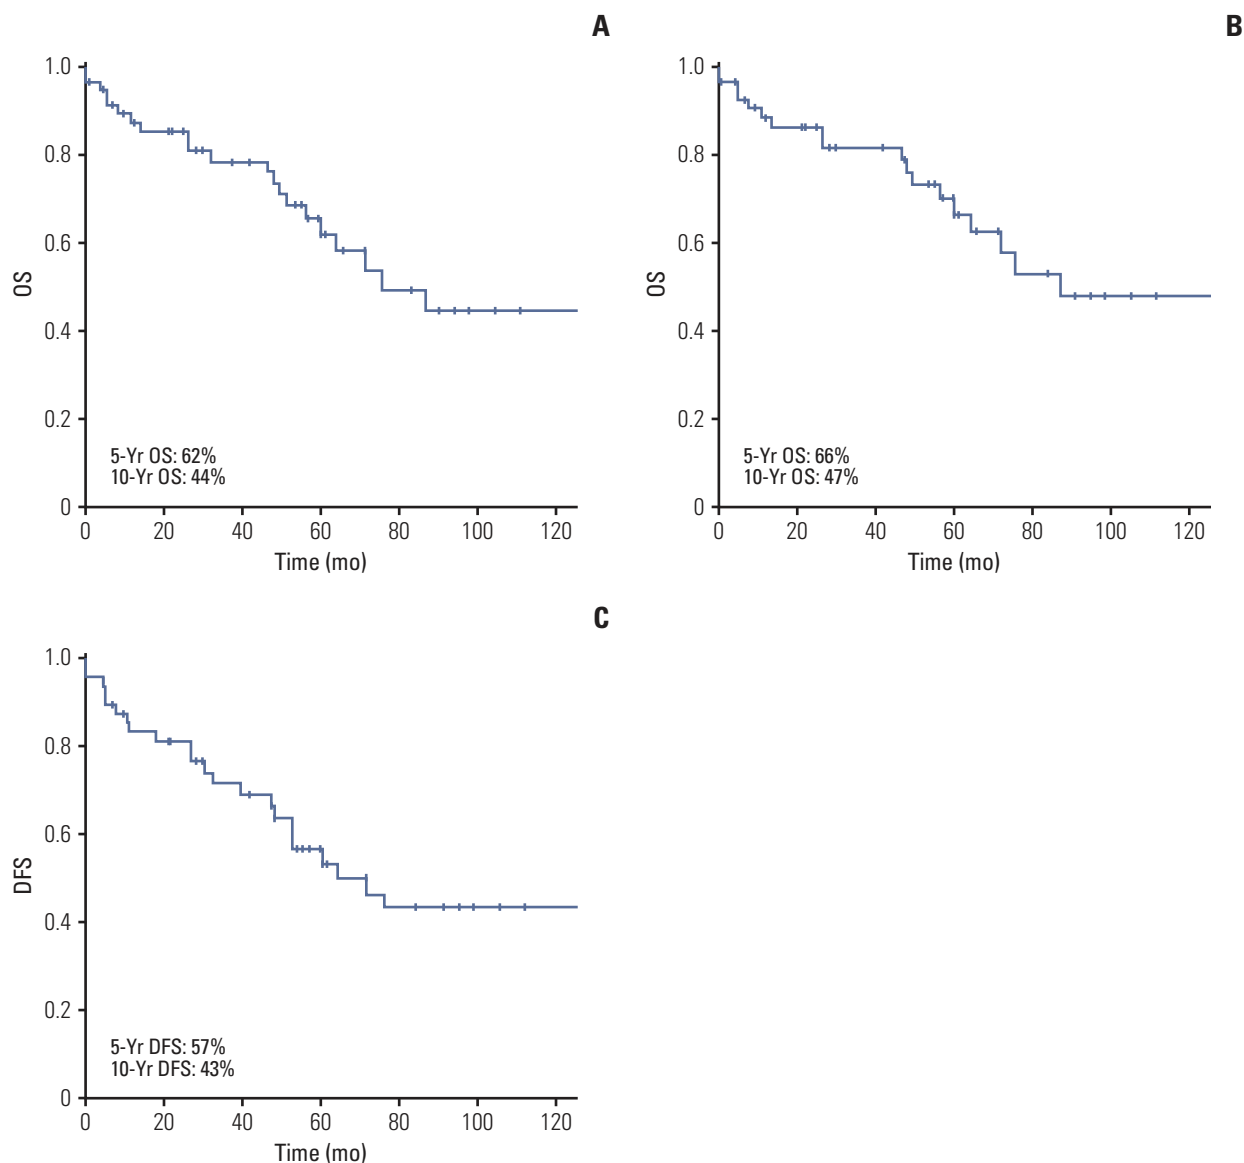 A
1.0
0.8
0.6
0.4
0.2
0
OS
5-Yr OS: 62%
10-Yr OS: 44%
0 20 40 60 80 100 120
Time (mo)
B
1.0
0.8
0.6
0.4
0.2
0
OS
5-Yr OS: 66%
10-Yr OS: 47%
0 20 40 60 80 100 120
Time (mo)
C
1.0
0.8
0.6
0.4
0.2
0
DFS
5-Yr DFS: 57%
10-Yr DFS: 43%
0 20 40 60 80 100 120
Time (mo)